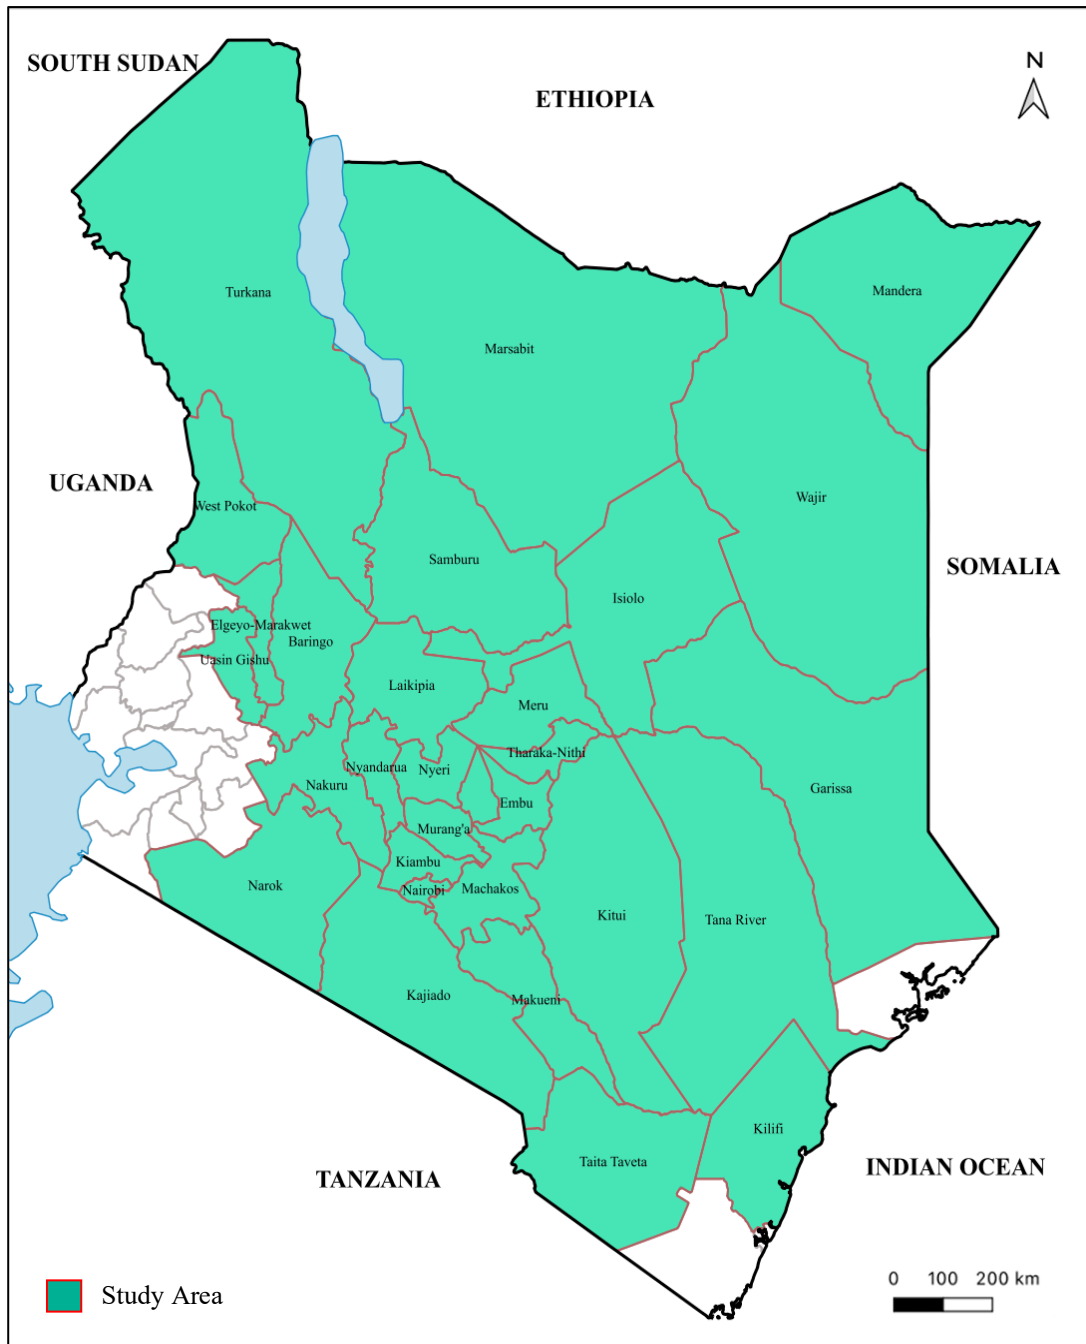 SOUTH SUDAN
N
ETHIOPIA
Turkana
Mandera
Marsabit
UGANDA
West Pokot
Wajir
Samburu
SOMALIA
Isiolo
Elgeyo-Marakwet
Baringo
Uasin Gishu
Laikipia
Meru
Tharaka-Nithi
Nyandarua
Nyeri
Nakuru
Garissa
Embu
Murang'a
Kiambu
Narok
Nairobi
Machakos
Kitui
Tana River
Kajiado
Makueni
Kilifi
Taita Taveta
INDIAN OCEAN
TANZANIA
0 100 200 km
Study Area